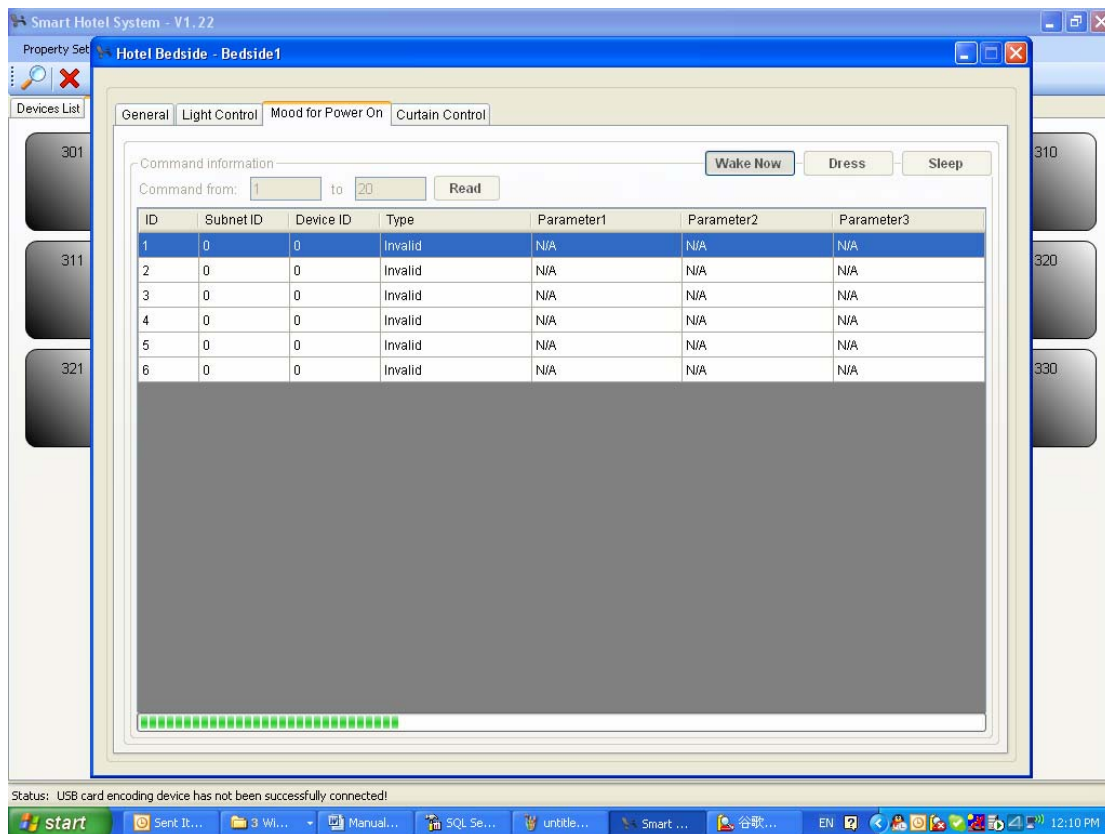 Smart Hotel System - V1.22
Property Set
Hotel Bedside - Bedside1
Devices List
General Light Control Mood for Power On Curtain Control
301
310
Command information
Wake Now Dress Sleep
Command from: 1 to 20 Read
ID Subnet ID Device ID Type Parameter1 Parameter2 Parameter3
1 0 0 Invalid N/A N/A N/A
311
320
2 0 0 Invalid N/A N/A N/A
3 0 0 Invalid N/A N/A N/A
4 0 0 Invalid N/A N/A N/A
5 0 0 Invalid N/A N/A N/A
321
330
6 0 0 Invalid N/A N/A N/A
Status: USB card encoding device has not been successfully connected!
start Sent It... 3 Wi... Manual... SQL Se... untitle... Smart ... 谷歌... EN 12:10 PM